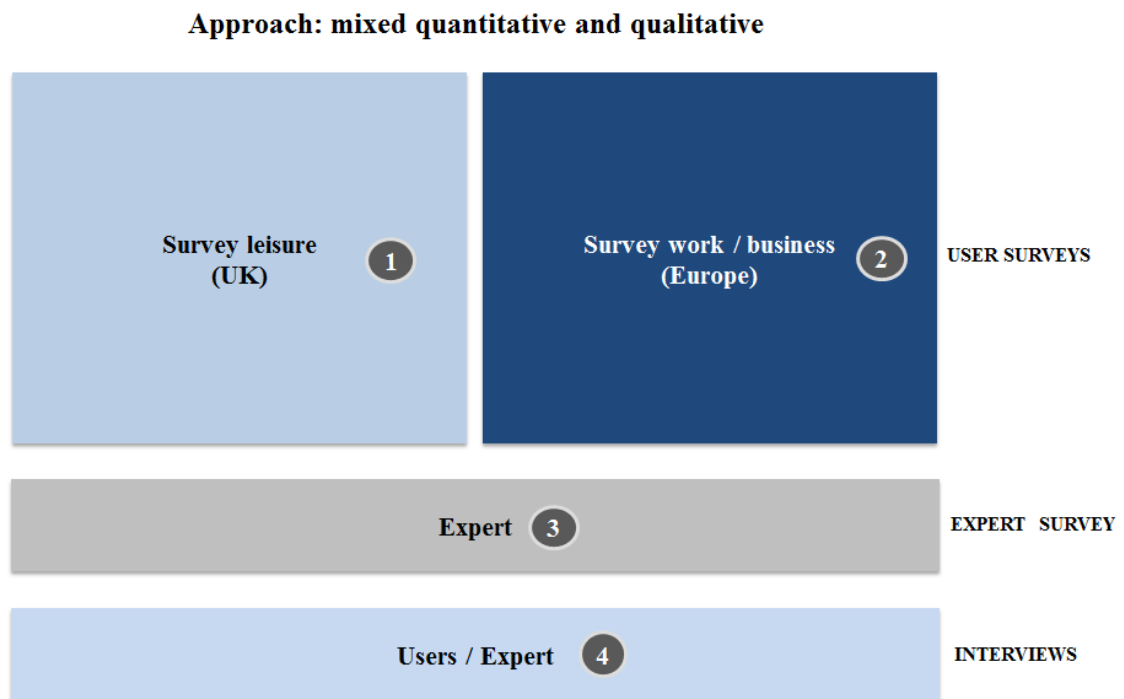 Approach: mixed quantitative and qualitative
Survey leisure
(UK)
1
Survey work / business
(Europe)
2
USER SURVEYS
Expert 3
EXPERT SURVEY
Users / Expert 4
INTERVIEWS